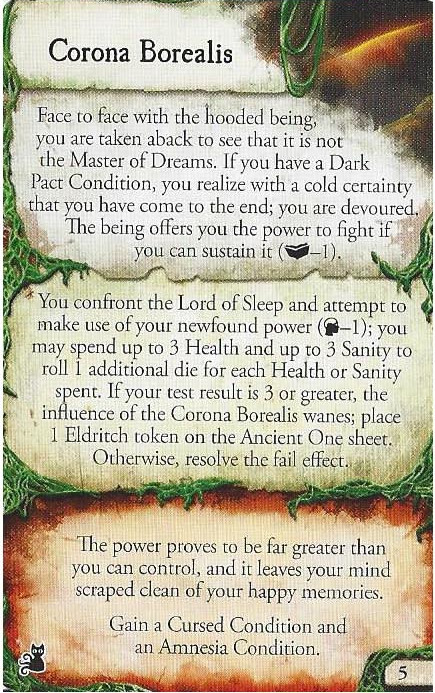 Corona Borealis
Face to face with the hooded being,
you are taken aback to see that it is not
the Master of Dreams. If you have a Dark
Pact Condition, you realize with a cold certainty
that you have come to the end; you are devoured.
The being offers you the power to fight if
you can sustain it (–1).
You confront the Lord of Sleep and attempt to
make use of your newfound power (–1); you
may spend up to 3 Health and up to 3 Sanity to
roll 1 additional die for each Health or Sanity
spent. If your test result is 3 or greater, the
influence of the Corona Borealis wanes; place
1 Eldritch token on the Ancient One sheet.
Otherwise, resolve the fail effect.
The power proves to be far greater than
you can control, and it leaves your mind
scraped clean of your happy memories.
Gain a Cursed Condition and
an Amnesia Condition.
5